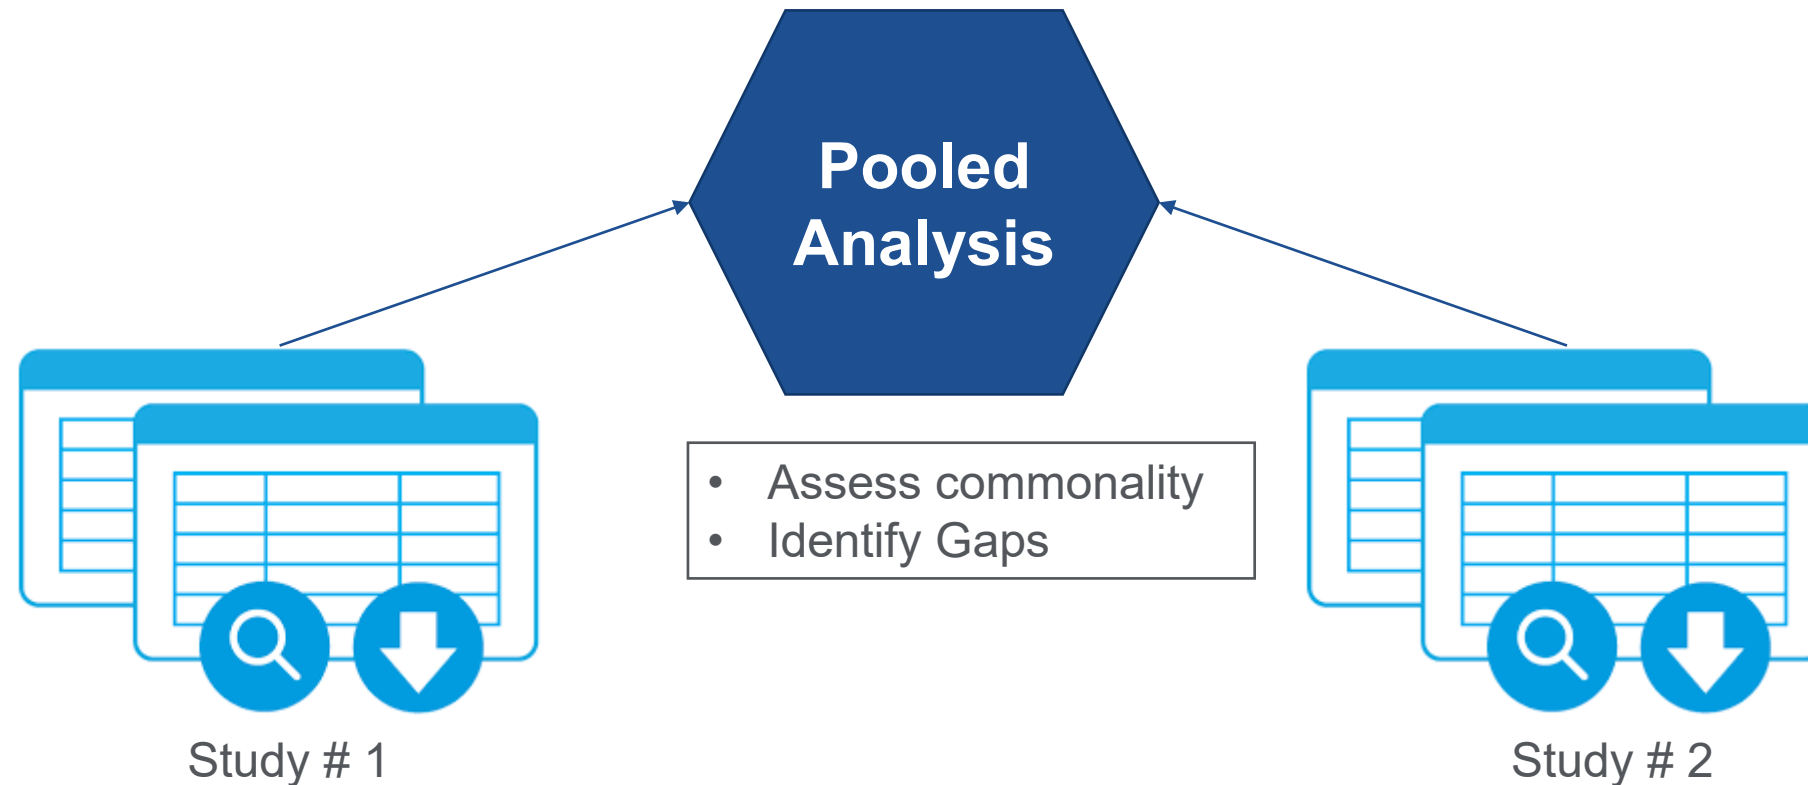 Pooled
Analysis
• Assess commonality
• Identify Gaps
Study # 1
Study # 2